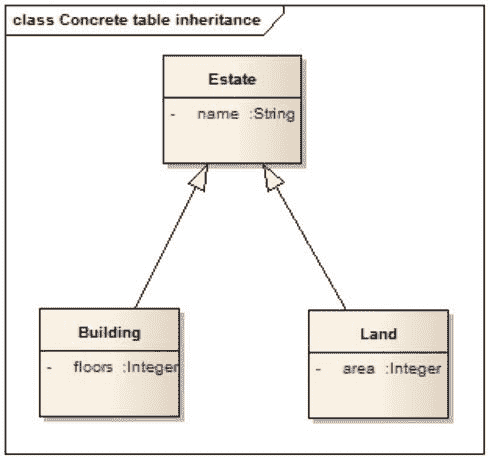 class Concrete table inheritance
Estate
- name :String
Building
- floors :Integer
Land
- area :Integer